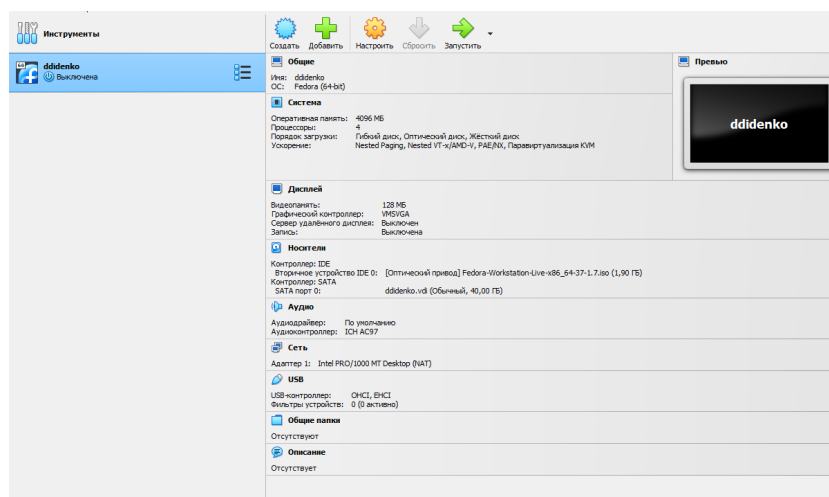 Инструменты
Создать Добавить Настроить Сбросить Запустить
64
ddidenko
Выключена
Общие
Имя: ddidenko
ОС: Fedora (64-bit)
Превью
ddidenko
Система
Оперативная память: 4096 МБ
Процессоры: 4
Порядок загрузки: Гибкий диск, Оптический диск, Жёсткий диск
Ускорение: Nested Paging, Nested VT-x/AMD-V, PAE/NX, Паравиртуализация KVM
Дисплей
Видеопамять: 128 МБ
Графический контроллер: VMSVGA
Сервер удалённого дисплея: Выключен
Запись: Выключена
Носители
Контроллер: IDE
Вторичное устройство IDE 0: [Оптический привод] Fedora-Workstation-Live-x86_64-37-1.7.iso (1,90 ГБ)
Контроллер: SATA
SATA порт 0: ddidenko.vdi (Обычный, 40,00 ГБ)
Аудио
Аудиодрайвер: По умолчанию
Аудиоконтроллер: ICH AC97
Сеть
Адаптер 1: Intel PRO/1000 MT Desktop (NAT)
USB
USB-контроллер: OHCI, EHCI
Фильтры устройств: 0 (0 активно)
Общие папки
Отсутствуют
Описание
Отсутствует